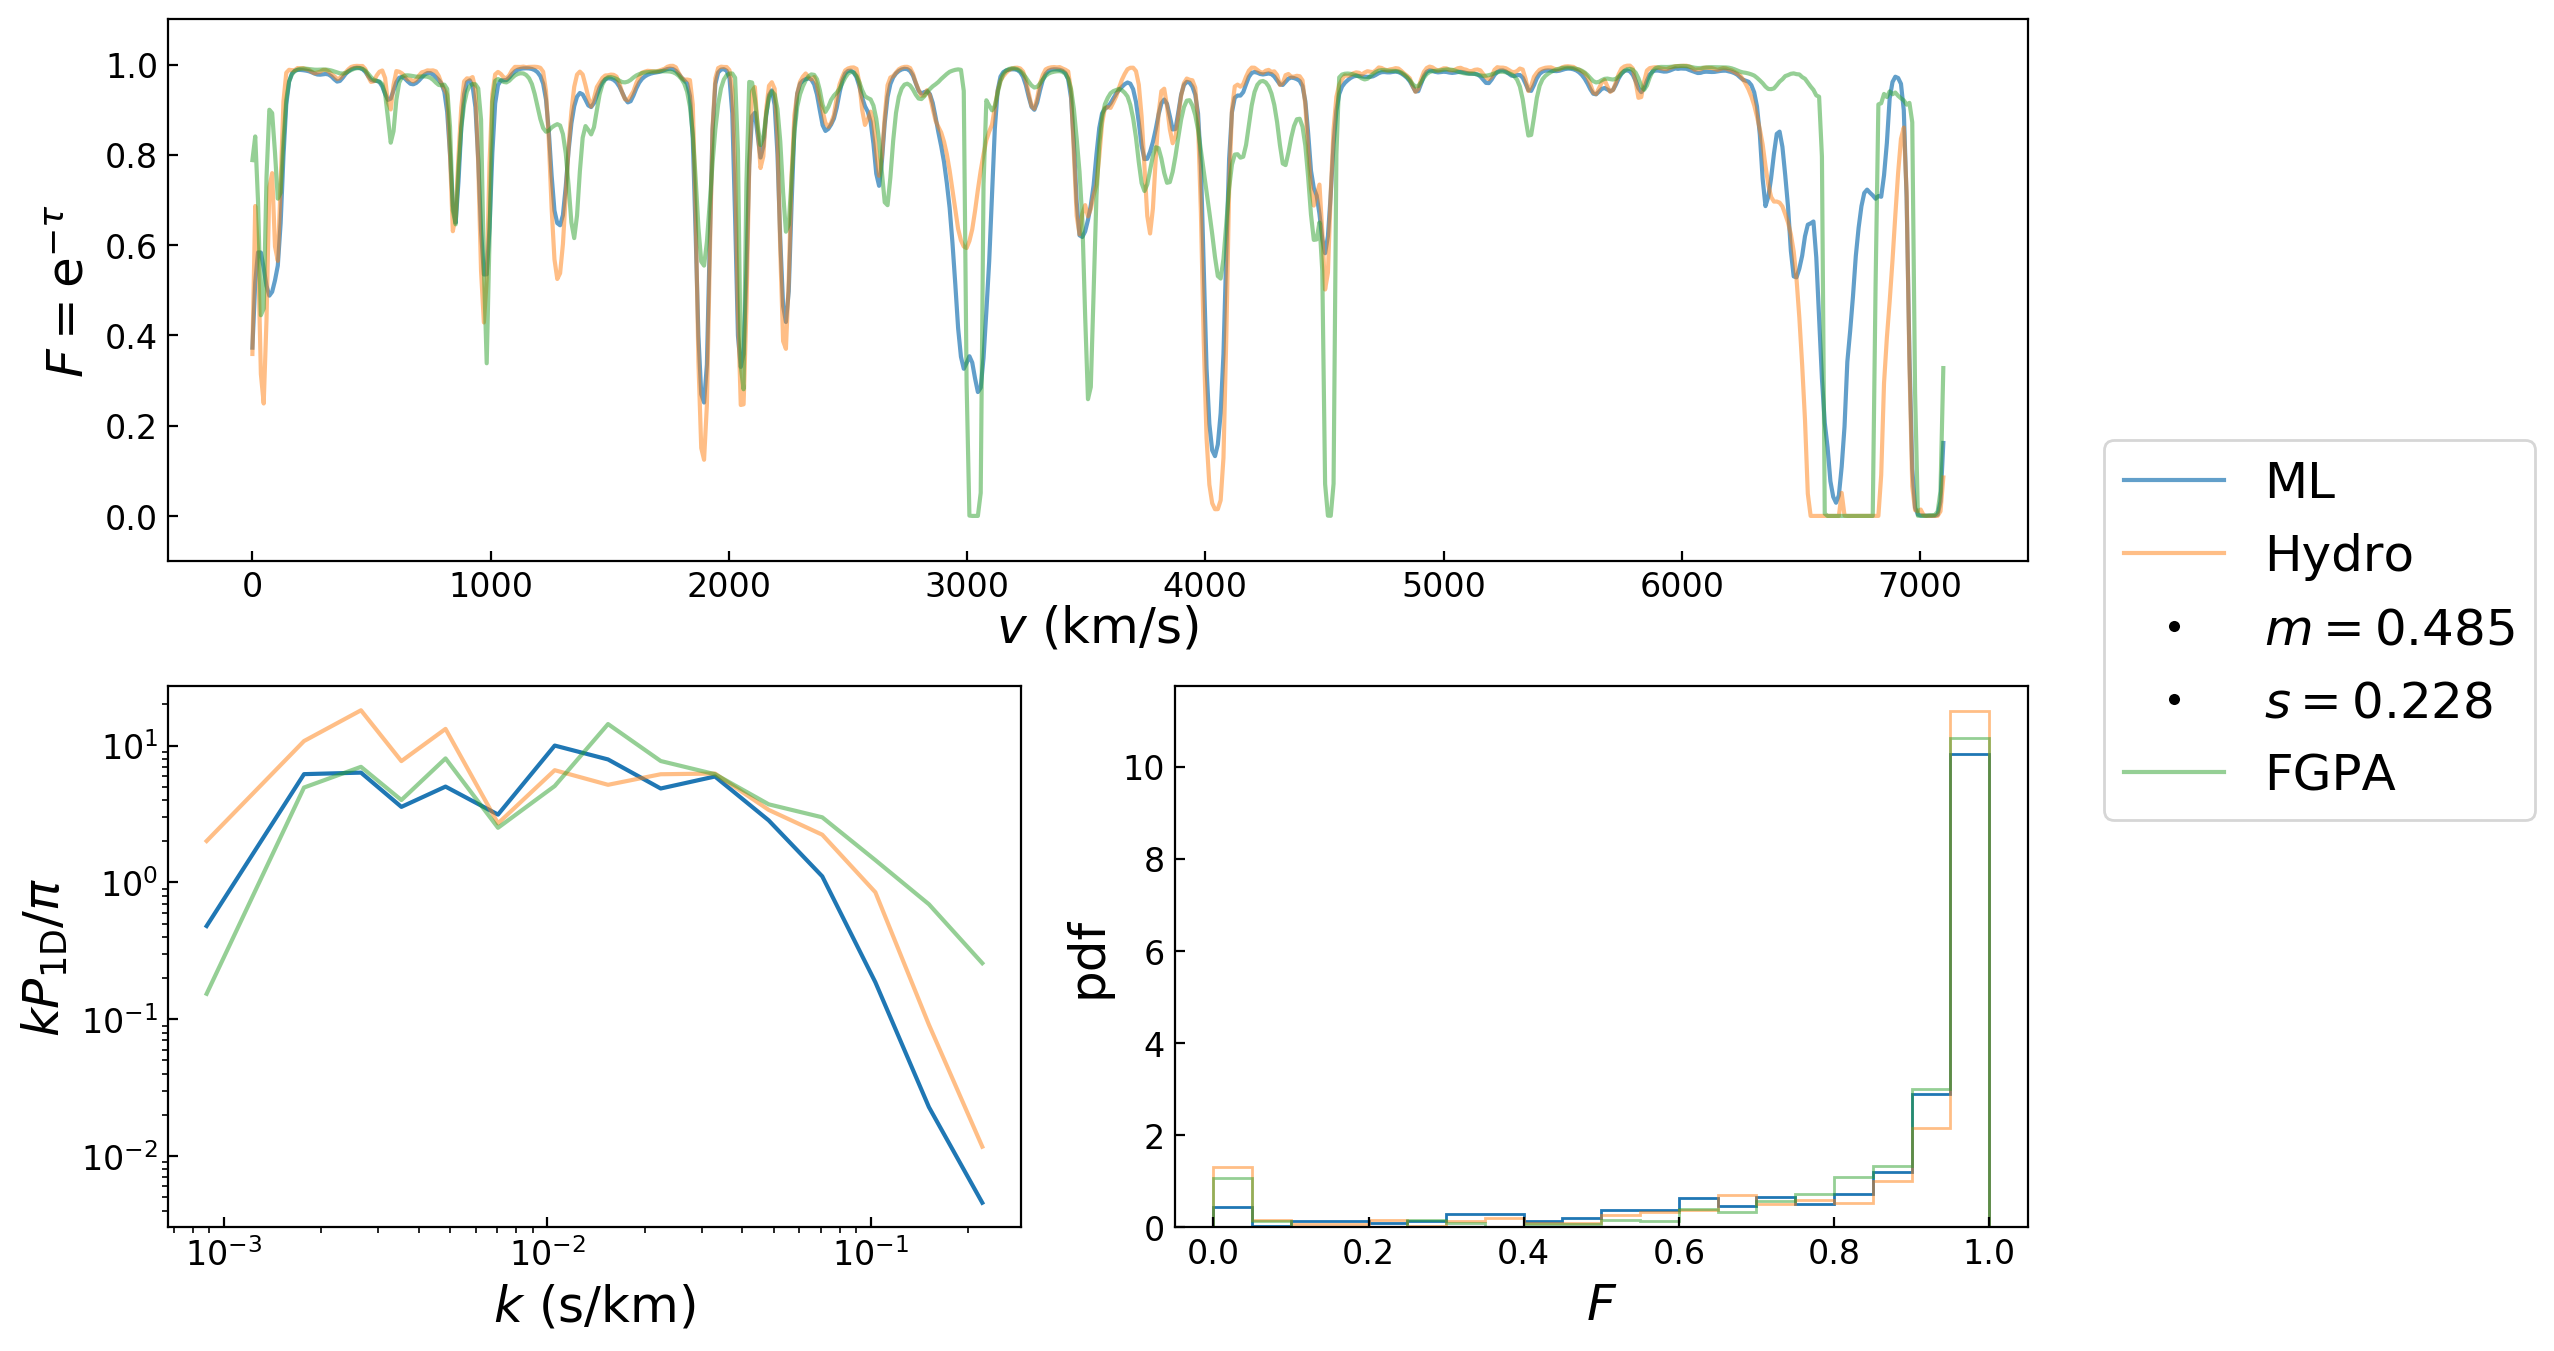 1.0
0.8
0.6
0.4
0.2
0.0
F = e^{−τ}
0 1000 2000 3000 4000 5000 6000 7000
v (km/s)
ML
Hydro
m = 0.485
s = 0.228
FGPA
10^1
10^0
10^{−1}
10^{−2}
kP_{1D}/π
10^{−3} 10^{−2} 10^{−1}
k (s/km)
10
8
6
4
2
0
pdf
0.0 0.2 0.4 0.6 0.8 1.0
F